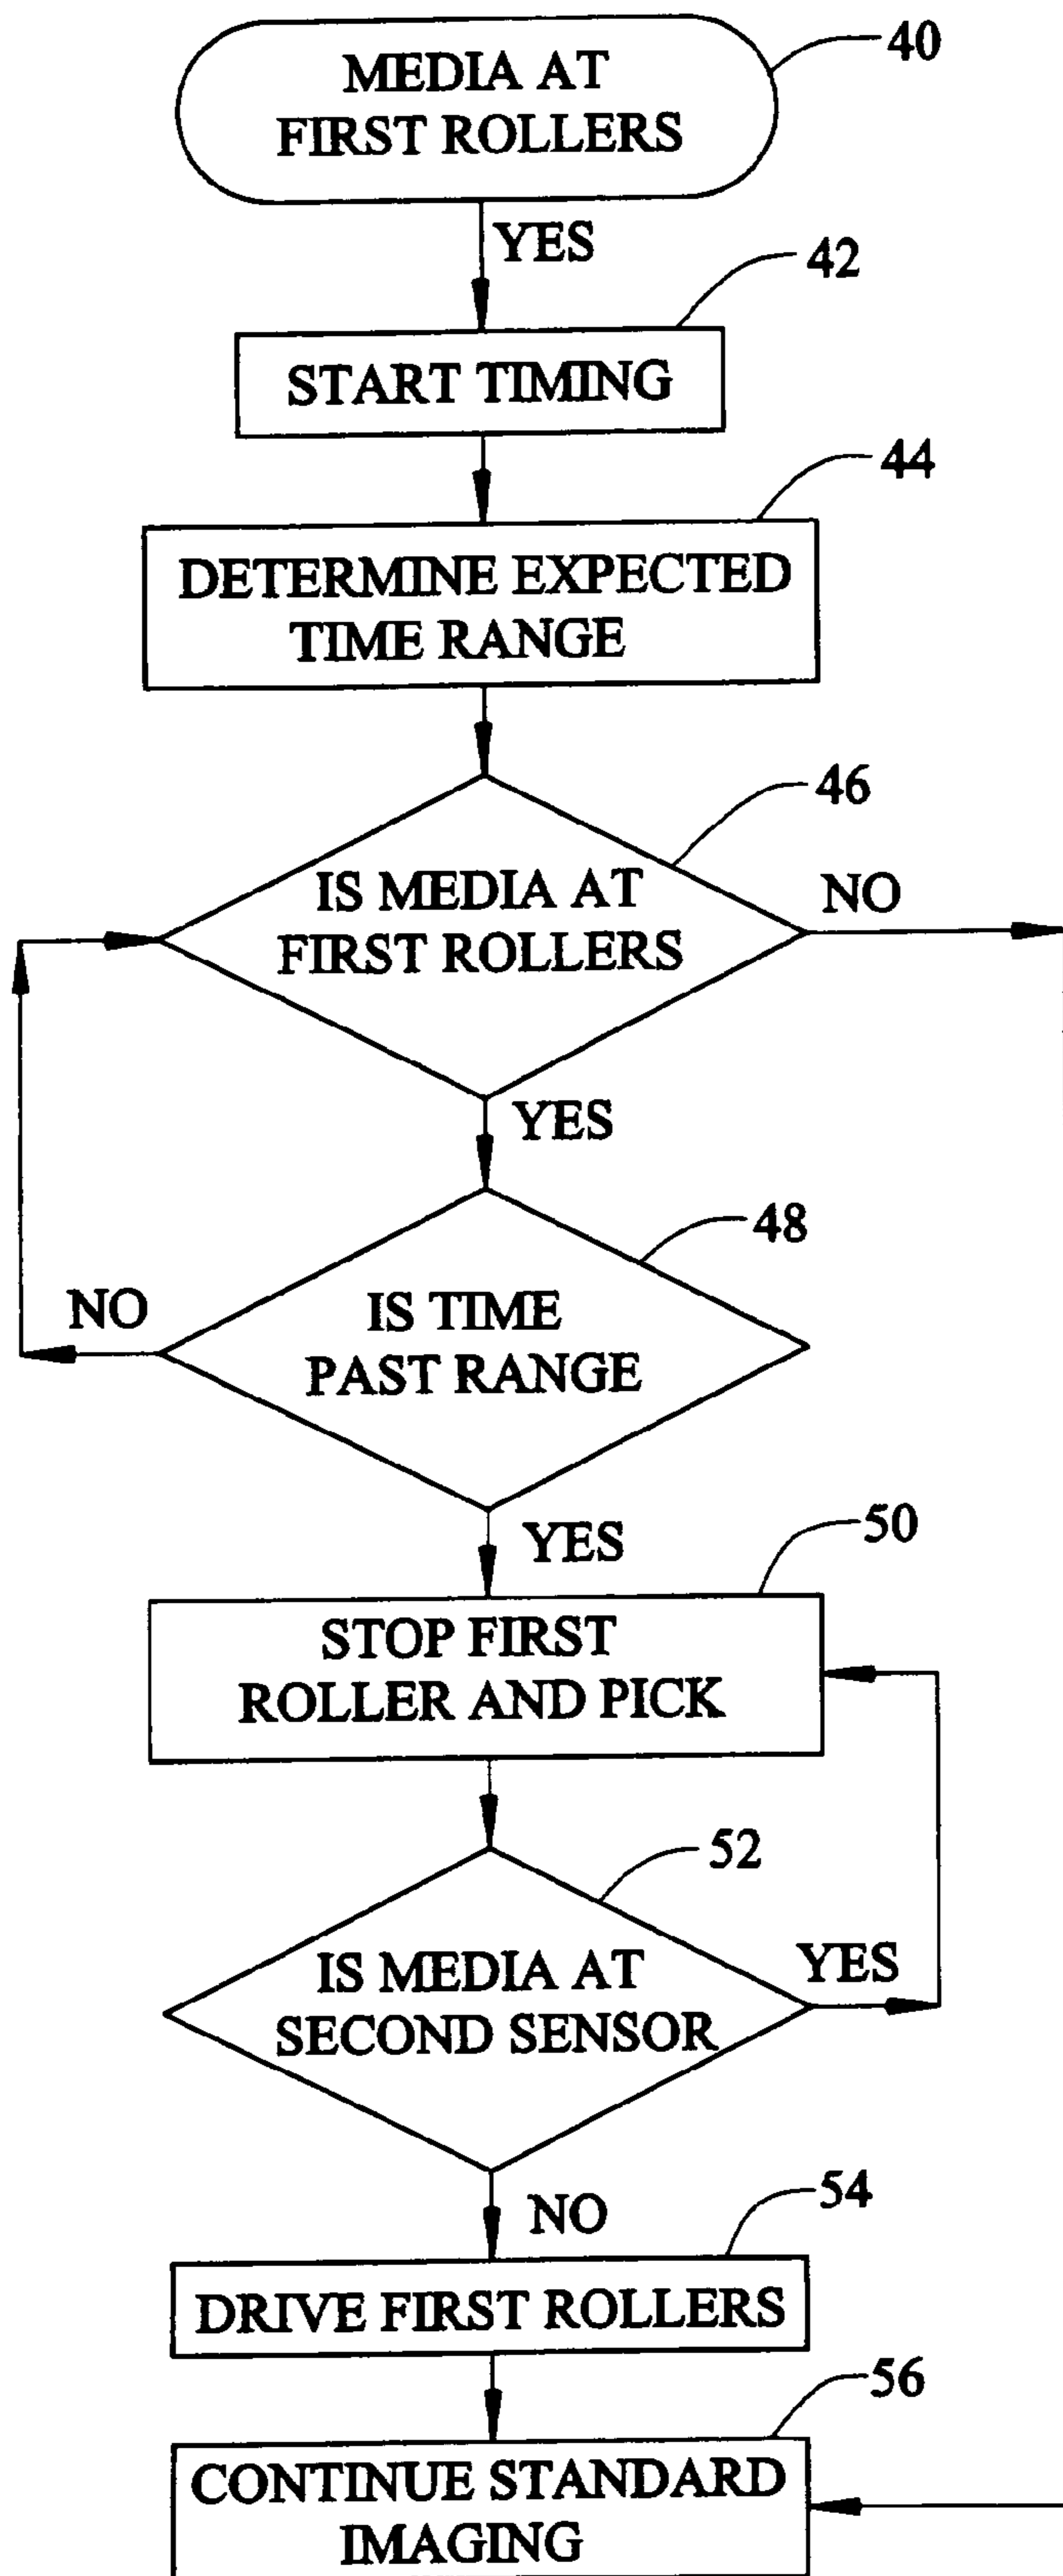 MEDIA AT
FIRST ROLLERS
40
YES
42
START TIMING
44
DETERMINE EXPECTED
TIME RANGE
46
IS MEDIA AT
FIRST ROLLERS
NO
YES
48
IS TIME
PAST RANGE
NO
YES
50
STOP FIRST
ROLLER AND PICK
52
IS MEDIA AT
SECOND SENSOR
YES
NO
54
DRIVE FIRST ROLLERS
56
CONTINUE STANDARD
IMAGING